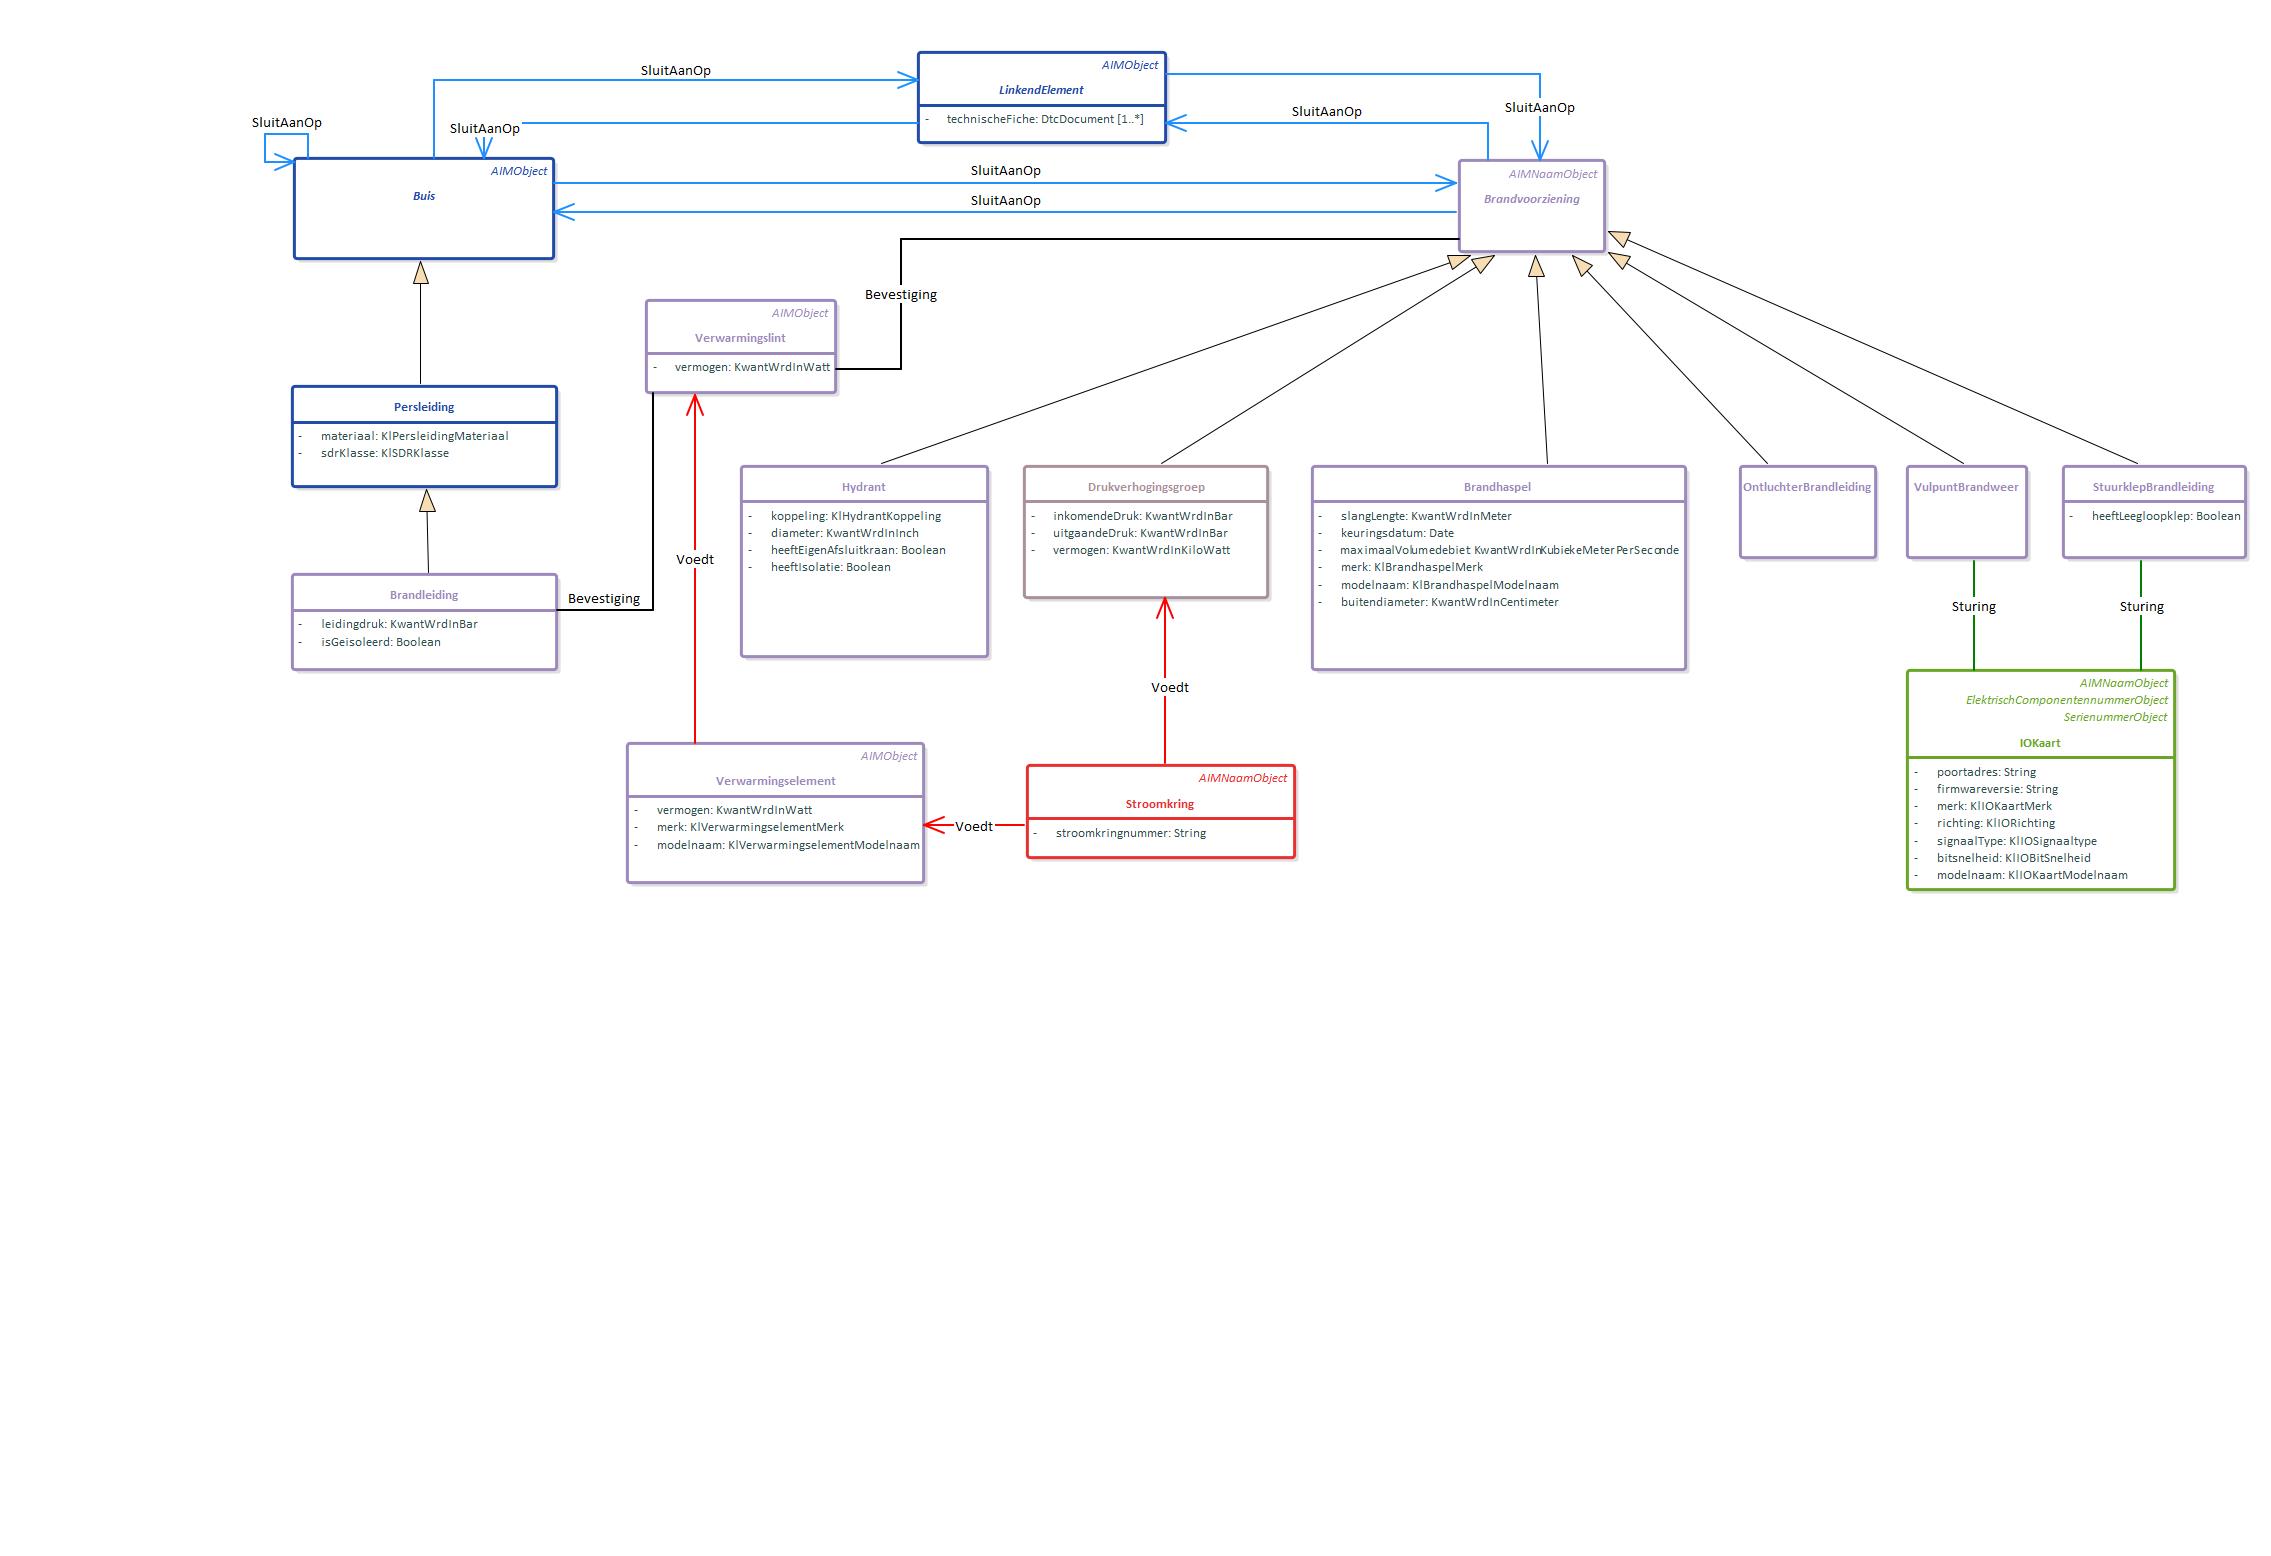 SluitAanOp
AIMObject
LinkendElement
- technischeFiche: DtcDocument [1..*]
SluitAanOp
SluitAanOp
SluitAanOp
SluitAanOp
AIMObject
Buis
SluitAanOp
SluitAanOp
AIMNaamObject
Brandvoorziening
Bevestiging
AIMObject
Verwarmingslint
- vermogen: KwantWrdInWatt
Persleiding
- materiaal: KlPersleidingMateriaal
- sdrKlasse: KlSDRKlasse
Brandleiding
- leidingdruk: KwantWrdInBar
- isGeisoleerd: Boolean
Bevestiging
Voedt
Hydrant
- koppeling: KlHydrantKoppeling
- diameter: KwantWrdInInch
- heeftEigenAfsluitkraan: Boolean
- heeftIsolatie: Boolean
Drukverhogingsgroep
- inkomendeDruk: KwantWrdInBar
- uitgaandeDruk: KwantWrdInBar
- vermogen: KwantWrdInKiloWatt
Brandhaspel
- slangLengte: KwantWrdInMeter
- keuringsdatum: Date
- maximaalVolumedebiet KwantWrdInKubiekeMeterPerSeconde
- merk: KlBrandhaspelMerk
- modelnaam: KlBrandhaspelModelnaam
- buitendiameter: KwantWrdInCentimeter
OntluchterBrandleiding
VulpuntBrandweer
StuurklepBrandleiding
- heeftLeegloopklep: Boolean
Sturing
Sturing
Voedt
AIMNaamObject
ElektrischComponentennummerObject
SerienummerObject
IOKaart
- poortadres: String
- firmwareversie: String
- merk: KlIOKaartMerk
- richting: KlIORichting
- signaalType: KlIOSignaaltype
- bitsnelheid: KlIOBitSnelheid
- modelnaam: KlIOKaartModelnaam
AIMObject
Verwarmingselement
- vermogen: KwantWrdInWatt
- merk: KlVerwarmingselementMerk
- modelnaam: KlVerwarmingselementModelnaam
Voedt
AIMNaamObject
Stroomkring
- stroomkringnummer: String